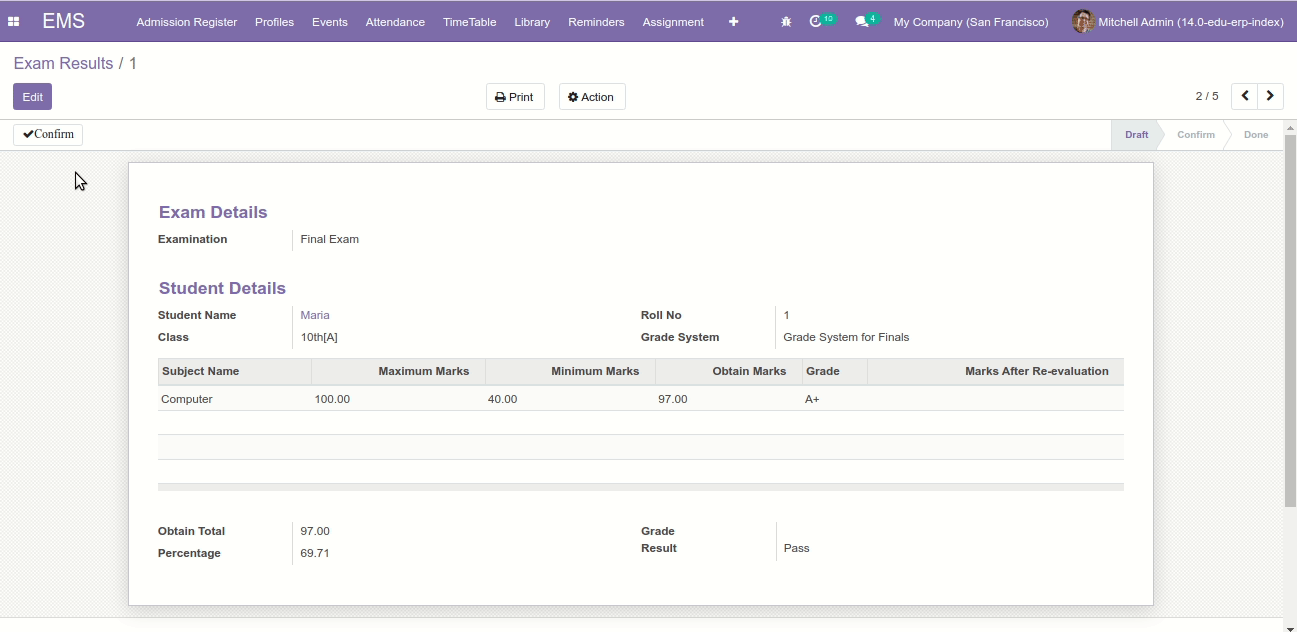 EMS Admission Register Profiles Events Attendance TimeTable Library Reminders Assignment 10 4 My Company (San Francisco) Mitchell Admin (14.0-edu-erp-index)
Exam Results / 1
Edit Print Action 2 / 5
Confirm Draft Confirm Done
Exam Details
Examination Final Exam
Student Details
Student Name Maria Roll No 1
Class 10th[A] Grade System Grade System for Finals
Subject Name Maximum Marks Minimum Marks Obtain Marks Grade Marks After Re-evaluation
Computer 100.00 40.00 97.00 A+
Obtain Total 97.00 Grade
Result Pass
Percentage 69.71